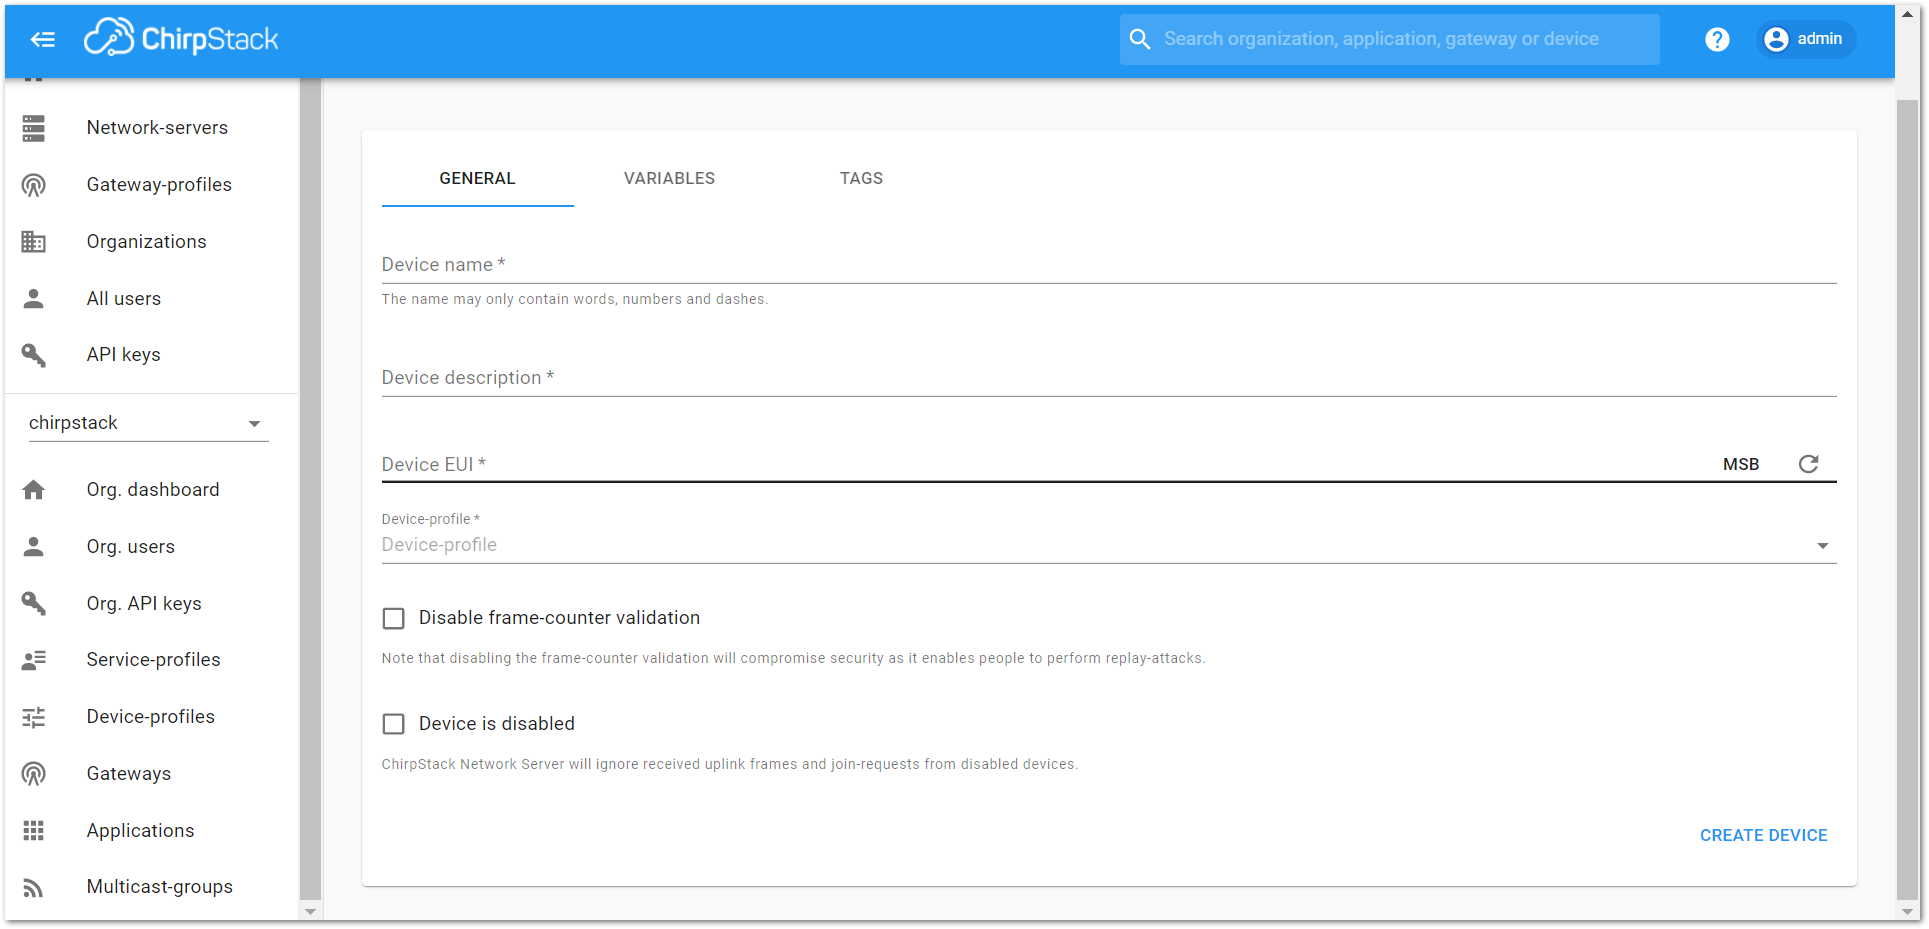 ChirpStack
Search organization, application, gateway or device
?
admin
Network-servers
Gateway-profiles
Organizations
All users
API keys
chirpstack
Org. dashboard
Org. users
Org. API keys
Service-profiles
Device-profiles
Gateways
Applications
Multicast-groups
GENERAL VARIABLES TAGS
Device name *
The name may only contain words, numbers and dashes.
Device description *
Device EUI * MSB
Device-profile *
Device-profile
Disable frame-counter validation
Note that disabling the frame-counter validation will compromise security as it enables people to perform replay-attacks.
Device is disabled
ChirpStack Network Server will ignore received uplink frames and join-requests from disabled devices.
CREATE DEVICE